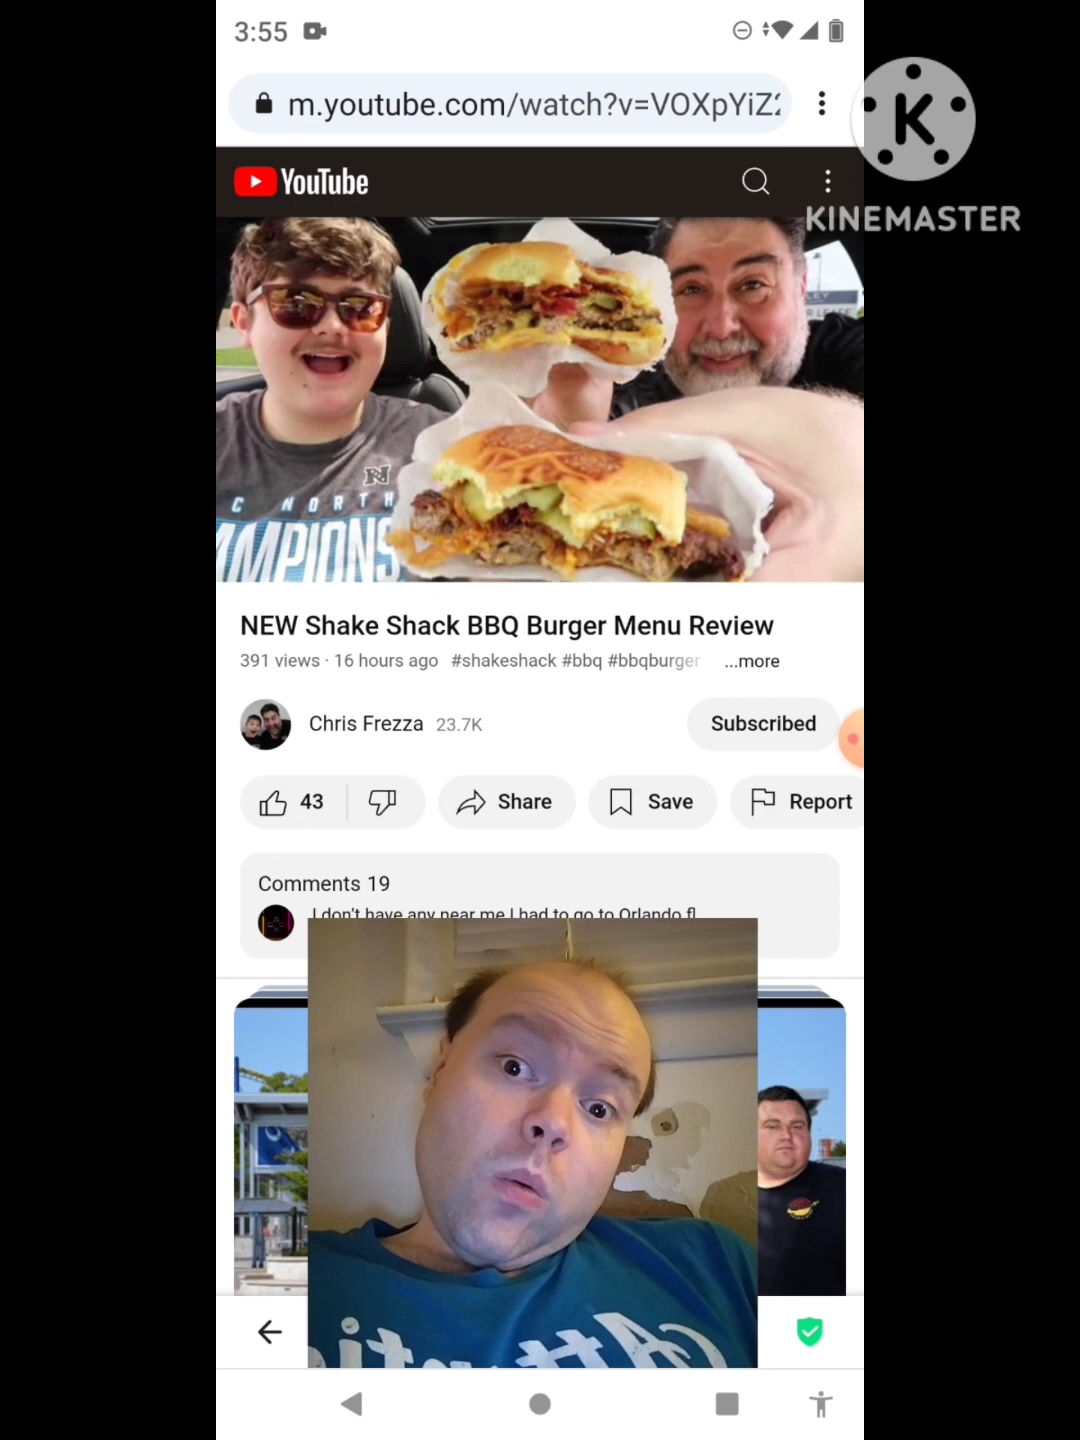 3:55
m.youtube.com/watch?v=VOXpYiZ
K
KINEMASTER
YouTube
C NORTH
AMPIONS
NEW Shake Shack BBQ Burger Menu Review
391 views · 16 hours ago #shakeshack #bbq #bbqburger ...more
Chris Frezza 23.7K
Subscribed
43
Share
Save
Report
Comments 19
I don't have any near me I had to go to Orlando fl